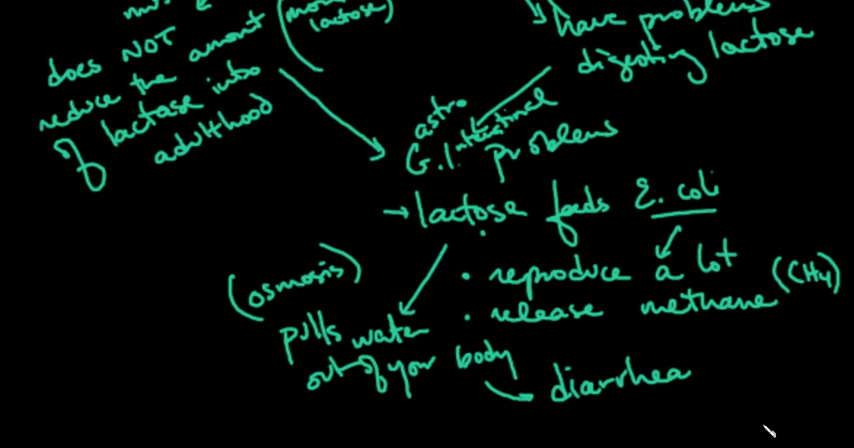 does NOT
reduce the amount
of lactase into
adulthood
lactose)
have problems
digesting lactose
Gastro
Intestinal
problems
→ lactose feeds E. coli
(osmosis)
• reproduce a lot
• release methane (CH4)
pulls water
out of your body
diarrhea